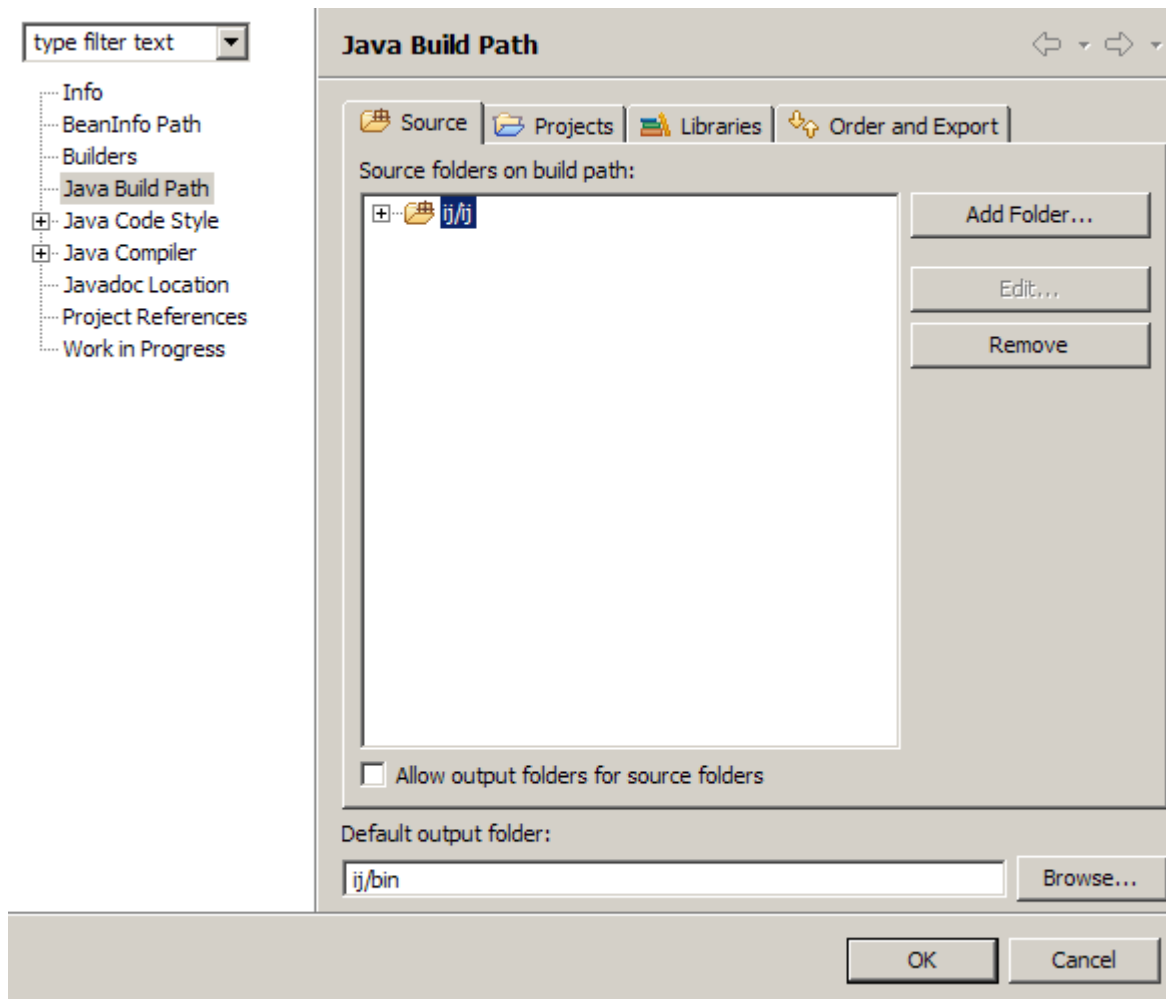 type filter text
Info
BeanInfo Path
Builders
Java Build Path
Java Code Style
Java Compiler
Javadoc Location
Project References
Work in Progress
Java Build Path
Source Projects Libraries Order and Export
Source folders on build path:
ij/ij
Add Folder...
Edit...
Remove
Allow output folders for source folders
Default output folder:
ij/bin
Browse...
OK Cancel